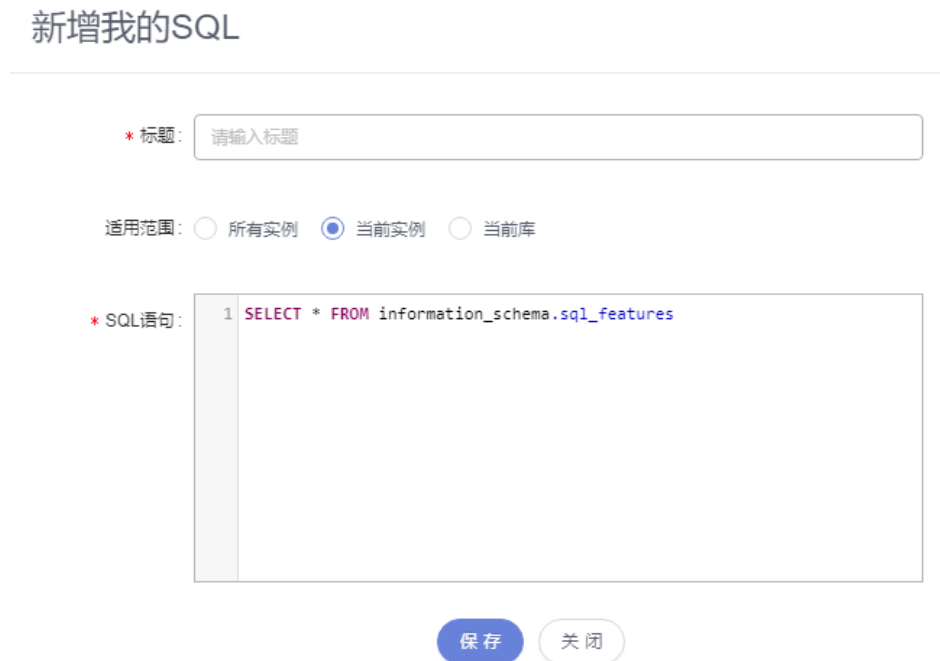 新增我的SQL
* 标题: 请输入标题
适用范围: 所有实例 当前实例 当前库
* SQL语句: 1 SELECT * FROM information_schema.sql_features
保存 关闭